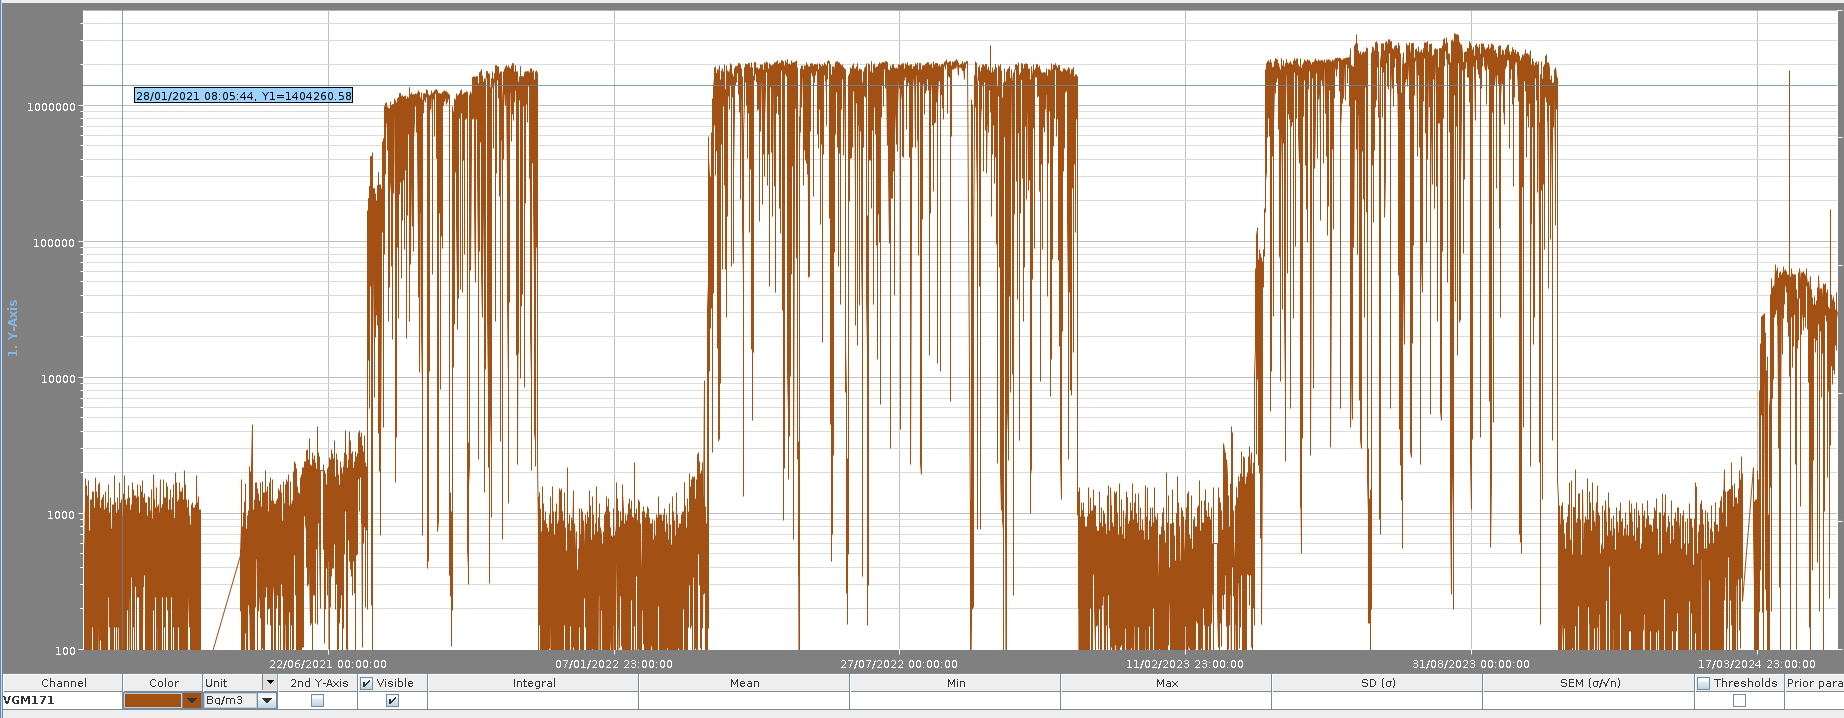 28/01/2021 08:05:44, Y1=1404260.58
1000000
100000
10000
1000
100
1. Y-Axis
22/06/2021 00:00:00 07/01/2022 23:00:00 27/07/2022 00:00:00 11/02/2023 23:00:00 31/08/2023 00:00:00 17/03/2024 23:00:00
Channel Color Unit 2nd Y-Axis Visible Integral Mean Min Max SD (σ) SEM (σ/√n) Thresholds Prior para
VGM171 Bq/m3